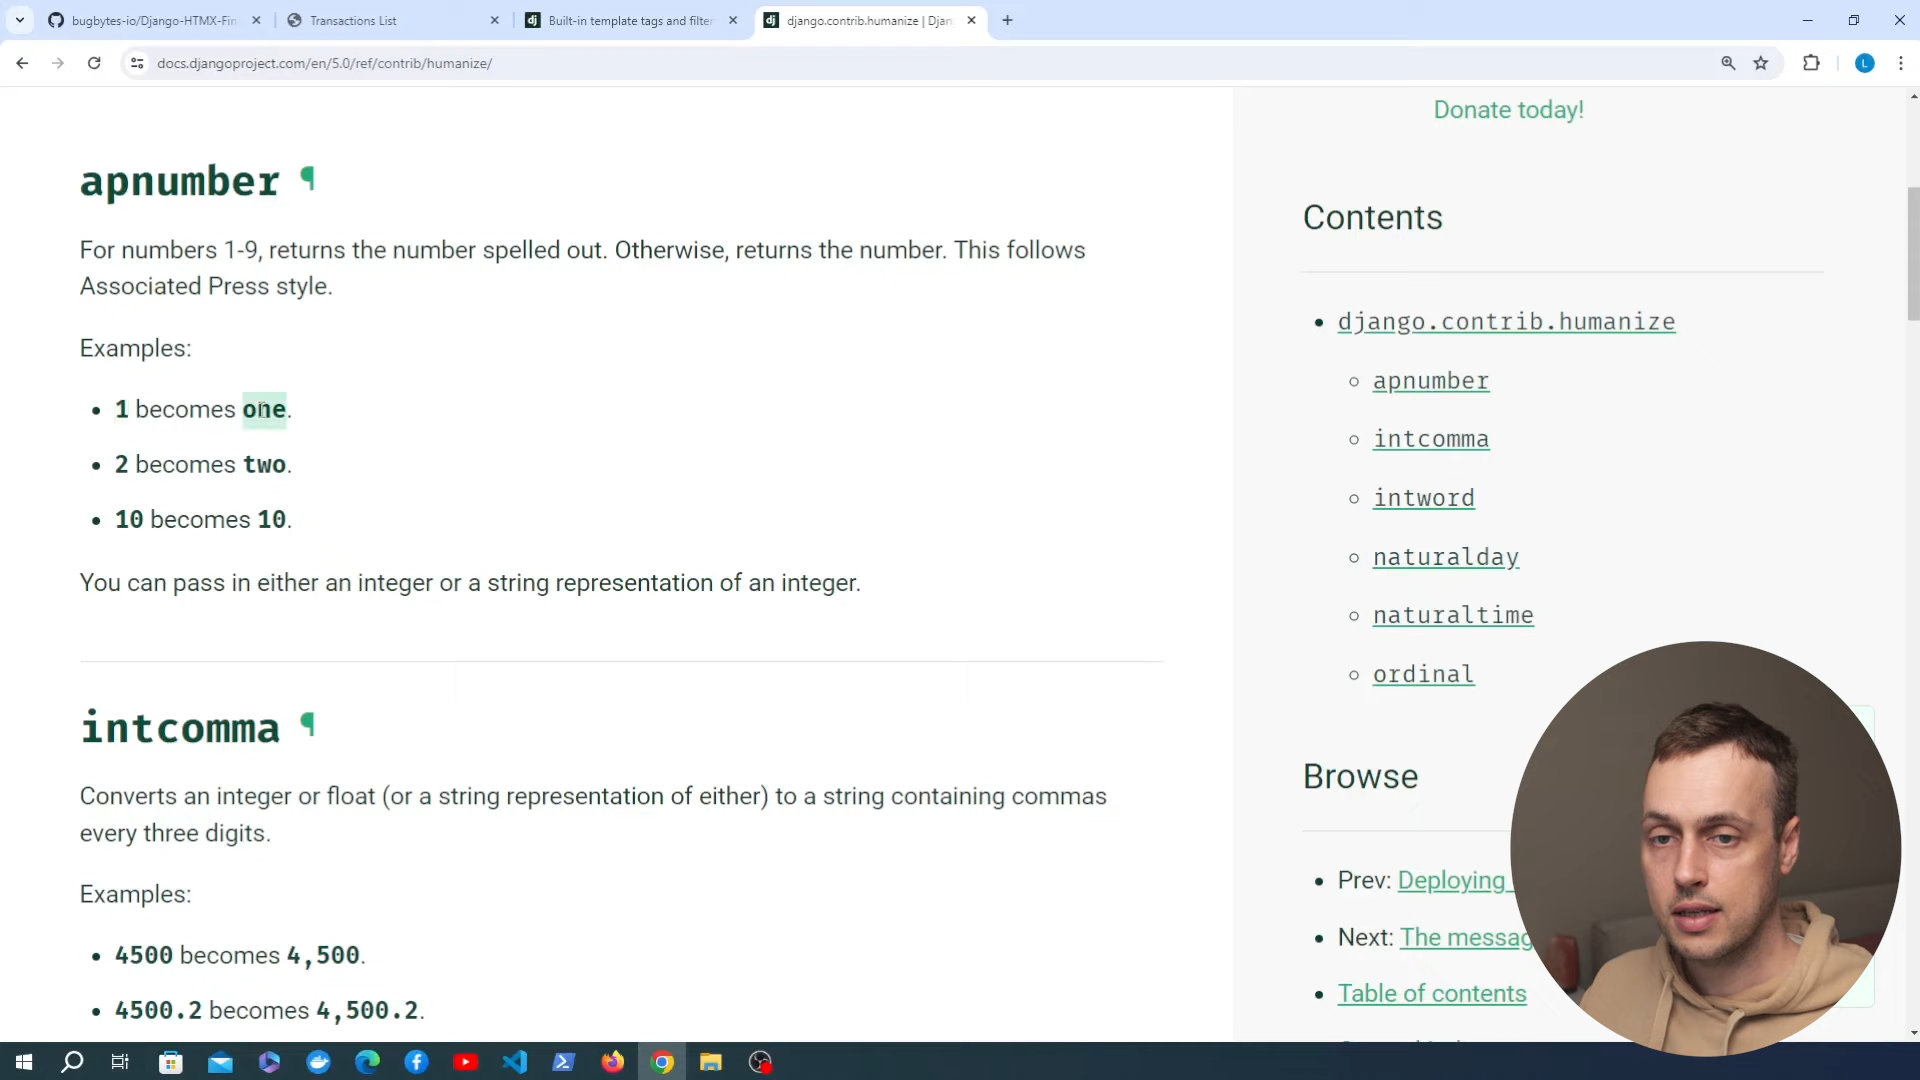 bugbytes-io/Django-HTMX-Fin
Transactions List
Built-in template tags and filter
django.contrib.humanize | Djan
docs.djangoproject.com/en/5.0/ref/contrib/humanize/
L
Donate today!
apnumber ¶
For numbers 1-9, returns the number spelled out. Otherwise, returns the number. This follows
Associated Press style.
Examples:
1 becomes one.
2 becomes two.
10 becomes 10.
You can pass in either an integer or a string representation of an integer.
intcomma ¶
Converts an integer or float (or a string representation of either) to a string containing commas
every three digits.
Examples:
4500 becomes 4,500.
4500.2 becomes 4,500.2.
Contents
django.contrib.humanize
apnumber
intcomma
intword
naturalday
naturaltime
ordinal
Browse
Prev: Deploying
Next: The messag
Table of contents